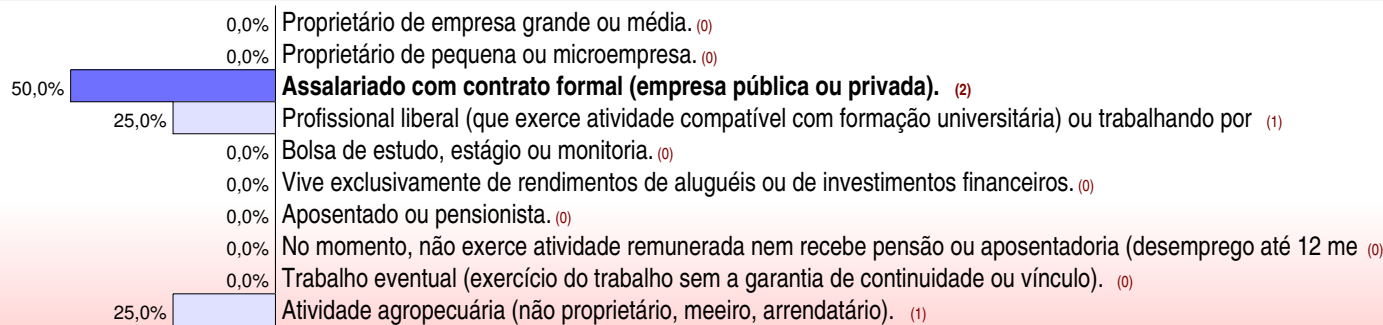 0,0% Proprietário de empresa grande ou média. (0)
0,0% Proprietário de pequena ou microempresa. (0)
50,0% Assalariado com contrato formal (empresa pública ou privada). (2)
25,0% Profissional liberal (que exerce atividade compatível com formação universitária) ou trabalhando por (1)
0,0% Bolsa de estudo, estágio ou monitoria. (0)
0,0% Vive exclusivamente de rendimentos de aluguéis ou de investimentos financeiros. (0)
0,0% Aposentado ou pensionista. (0)
0,0% No momento, não exerce atividade remunerada nem recebe pensão ou aposentadoria (desemprego até 12 me (0)
0,0% Trabalho eventual (exercício do trabalho sem a garantia de continuidade ou vínculo). (0)
25,0% Atividade agropecuária (não proprietário, meeiro, arrendatário). (1)